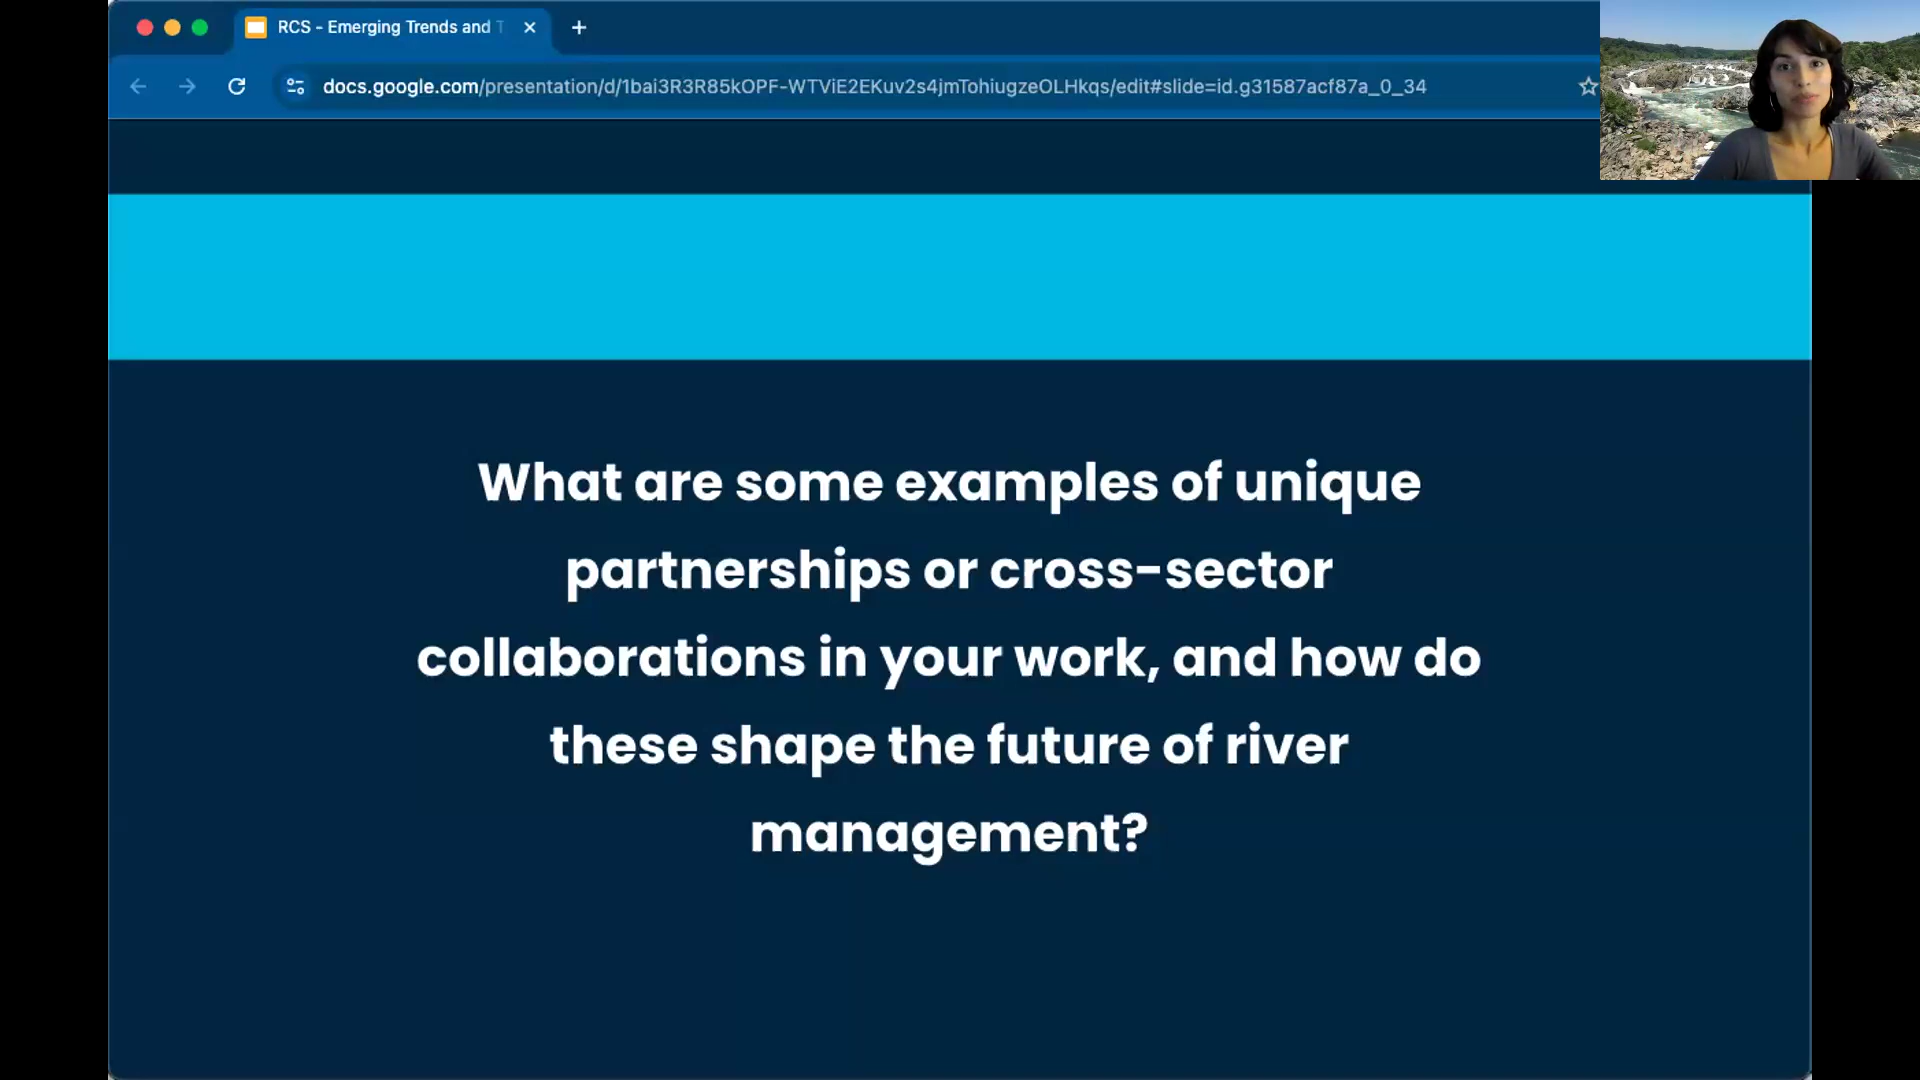 RCS - Emerging Trends and T
docs.google.com/presentation/d/1bai3R3R85kOPF-WTViE2EKuv2s4jmTohiugzeOLHkqs/edit#slide=id.g31587acf87a_0_34
What are some examples of unique
partnerships or cross-sector
collaborations in your work, and how do
these shape the future of river
management?